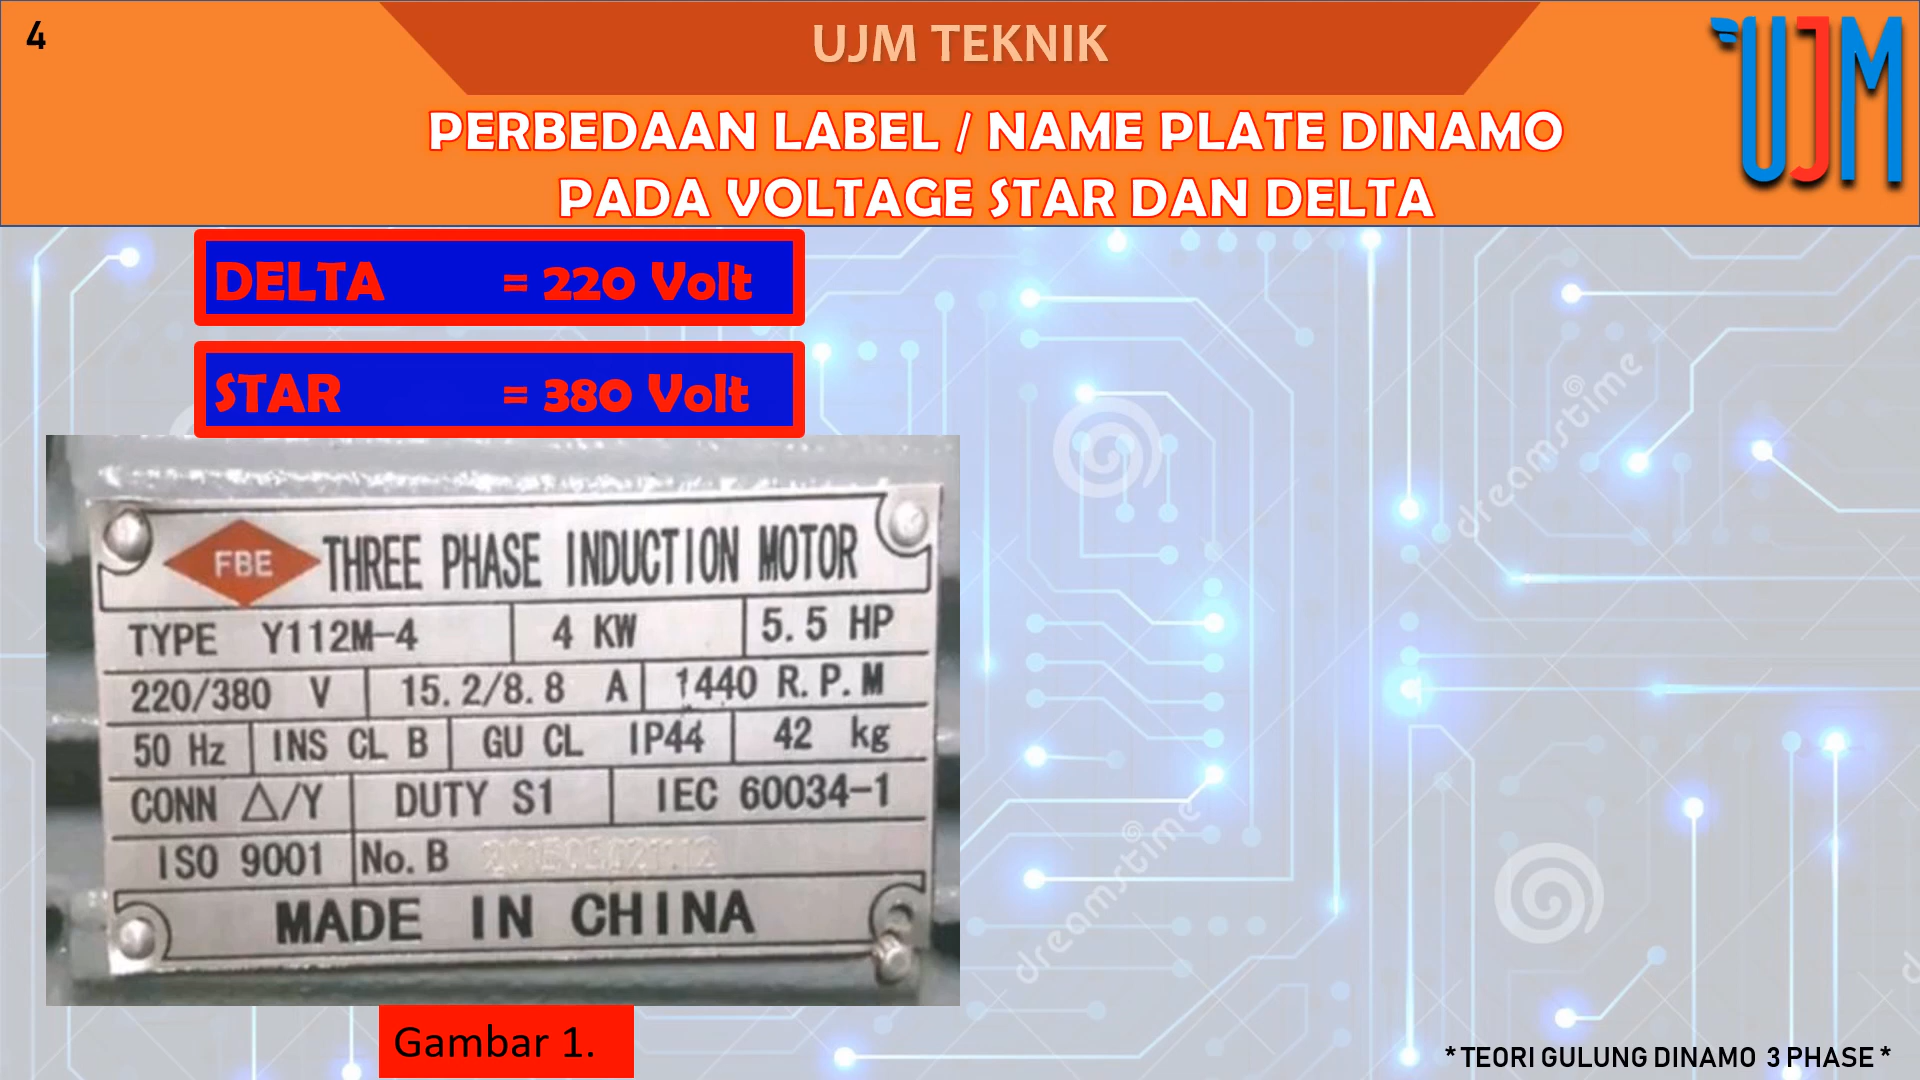 4
UJM TEKNIK
UJM
PERBEDAAN LABEL / NAME PLATE DINAMO
PADA VOLTAGE STAR DAN DELTA
DELTA = 220 Volt
STAR = 380 Volt
FBE THREE PHASE INDUCTION MOTOR
TYPE Y112M-4 4 KW 5.5 HP
220/380 V 15.2/8.8 A 1440 R.P.M
50 Hz INS CL B GU CL IP44 42 kg
CONN △/Y DUTY S1 IEC 60034-1
ISO 9001 No. B
MADE IN CHINA
Gambar 1.
dreamstime
dreamstime
* TEORI GULUNG DINAMO 3 PHASE *